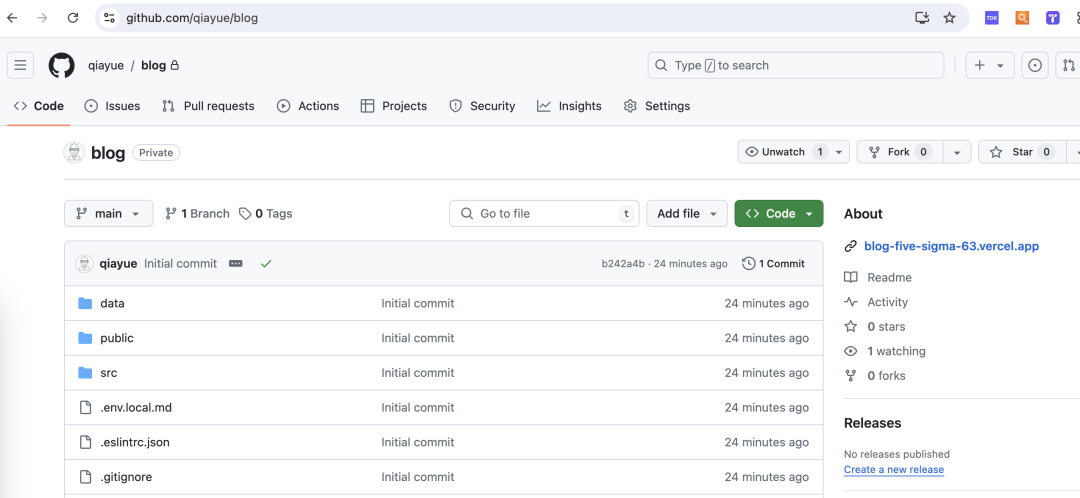 github.com/qiayue/blog
TDK
qiayue / blog
Type / to search
Code Issues Pull requests Actions Projects Security Insights Settings
blog Private
Unwatch 1 Fork 0 Star 0
main 1 Branch 0 Tags Go to file t Add file Code
About
qiayue Initial commit b242a4b · 24 minutes ago 1 Commit
blog-five-sigma-63.vercel.app
Readme
data Initial commit 24 minutes ago
Activity
0 stars
public Initial commit 24 minutes ago
1 watching
src Initial commit 24 minutes ago
0 forks
.env.local.md Initial commit 24 minutes ago
Releases
.eslintrc.json Initial commit 24 minutes ago
No releases published
Create a new release
.gitignore Initial commit 24 minutes ago